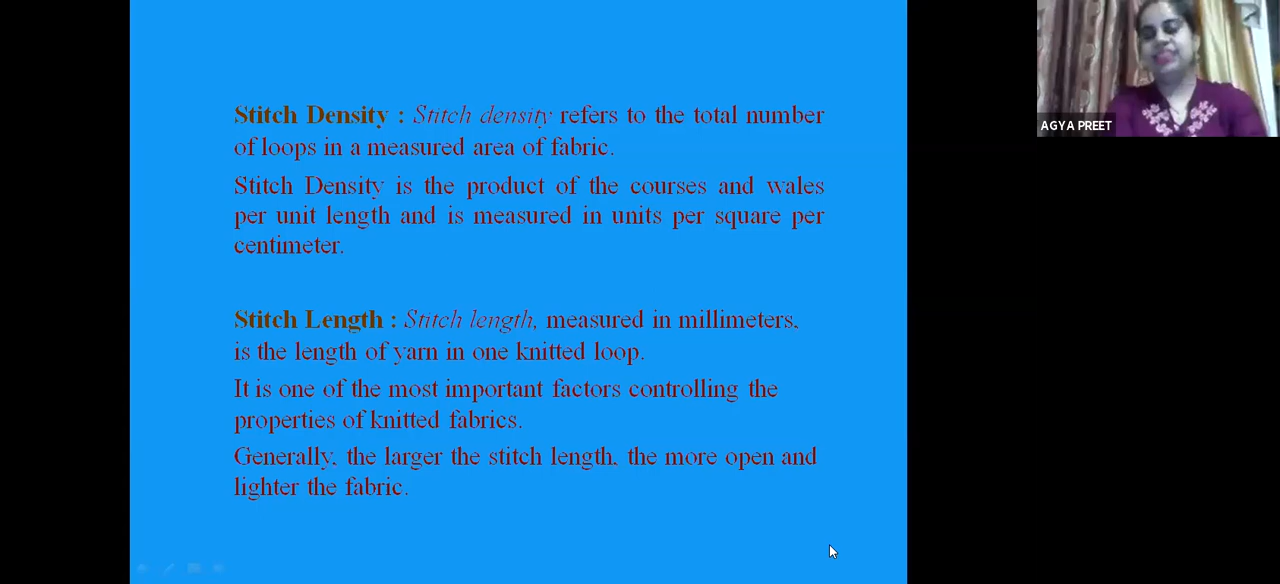 Stitch Density : Stitch density refers to the total number
of loops in a measured area of fabric.
Stitch Density is the product of the courses and wales
per unit length and is measured in units per square per
centimeter.
Stitch Length : Stitch length, measured in millimeters,
is the length of yarn in one knitted loop.
It is one of the most important factors controlling the
properties of knitted fabrics.
Generally, the larger the stitch length, the more open and
lighter the fabric.
AGYA PREET